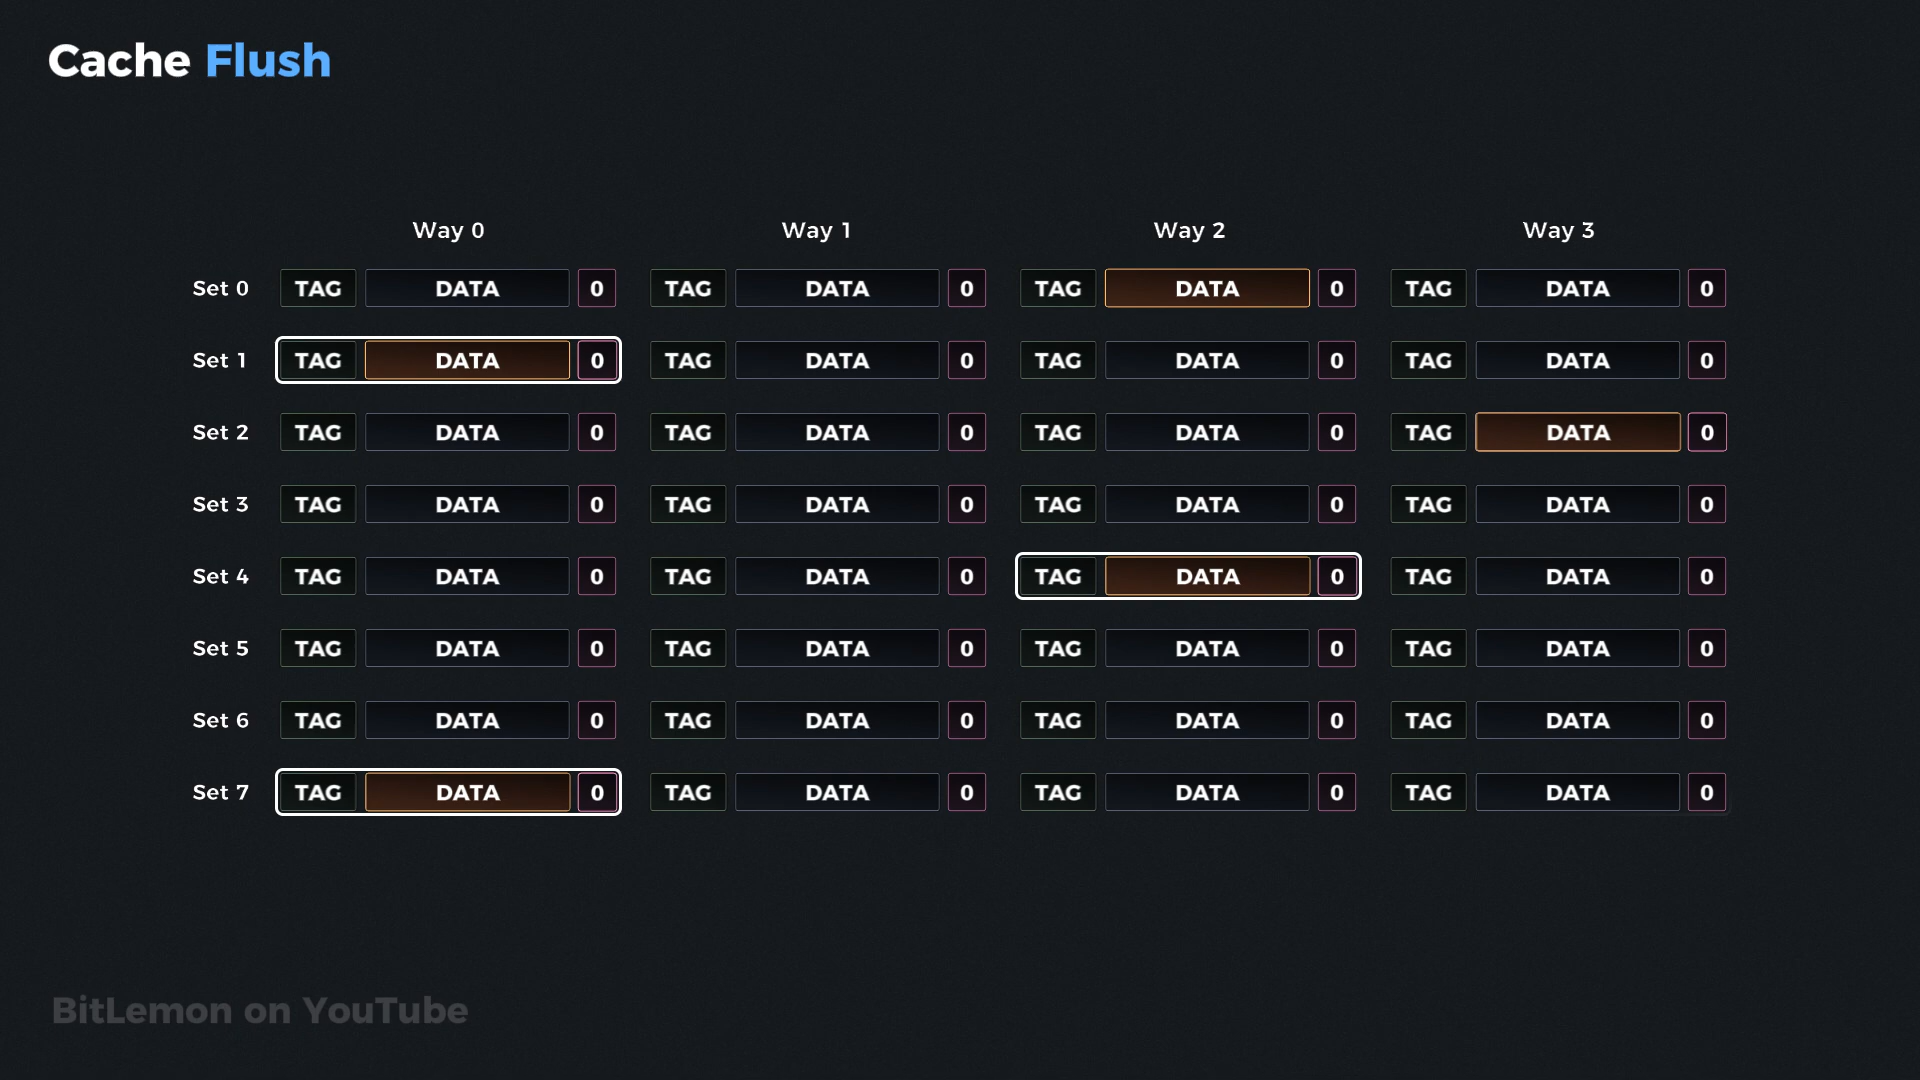 Cache Flush
Way 0 Way 1 Way 2 Way 3
Set 0 TAG DATA 0 TAG DATA 0 TAG DATA 0 TAG DATA 0
Set 1 TAG DATA 0 TAG DATA 0 TAG DATA 0 TAG DATA 0
Set 2 TAG DATA 0 TAG DATA 0 TAG DATA 0 TAG DATA 0
Set 3 TAG DATA 0 TAG DATA 0 TAG DATA 0 TAG DATA 0
Set 4 TAG DATA 0 TAG DATA 0 TAG DATA 0 TAG DATA 0
Set 5 TAG DATA 0 TAG DATA 0 TAG DATA 0 TAG DATA 0
Set 6 TAG DATA 0 TAG DATA 0 TAG DATA 0 TAG DATA 0
Set 7 TAG DATA 0 TAG DATA 0 TAG DATA 0 TAG DATA 0
BitLemon on YouTube